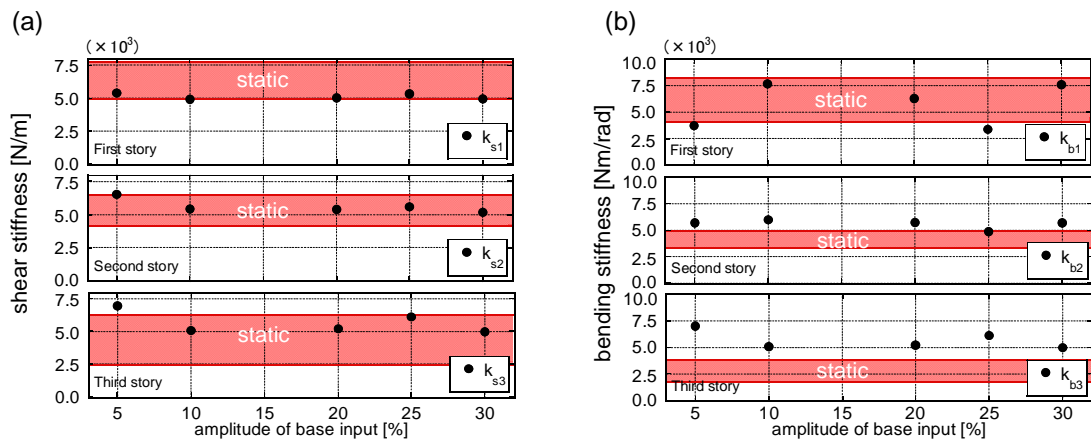 (a)
(×10³)
shear stiffness [N/m]
7.5
5.0
2.5
0.0
static
First story
k_s1
7.5
5.0
2.5
0.0
static
Second story
k_s2
7.5
5.0
2.5
0.0
static
Third story
k_s3
5 10 15 20 25 30
amplitude of base input [%]
(b)
(×10³)
bending stiffness [Nm/rad]
10.0
7.5
5.0
2.5
0.0
static
First story
k_b1
10.0
7.5
5.0
2.5
0.0
static
Second story
k_b2
10.0
7.5
5.0
2.5
0.0
static
Third story
k_b3
5 10 15 20 25 30
amplitude of base input [%]